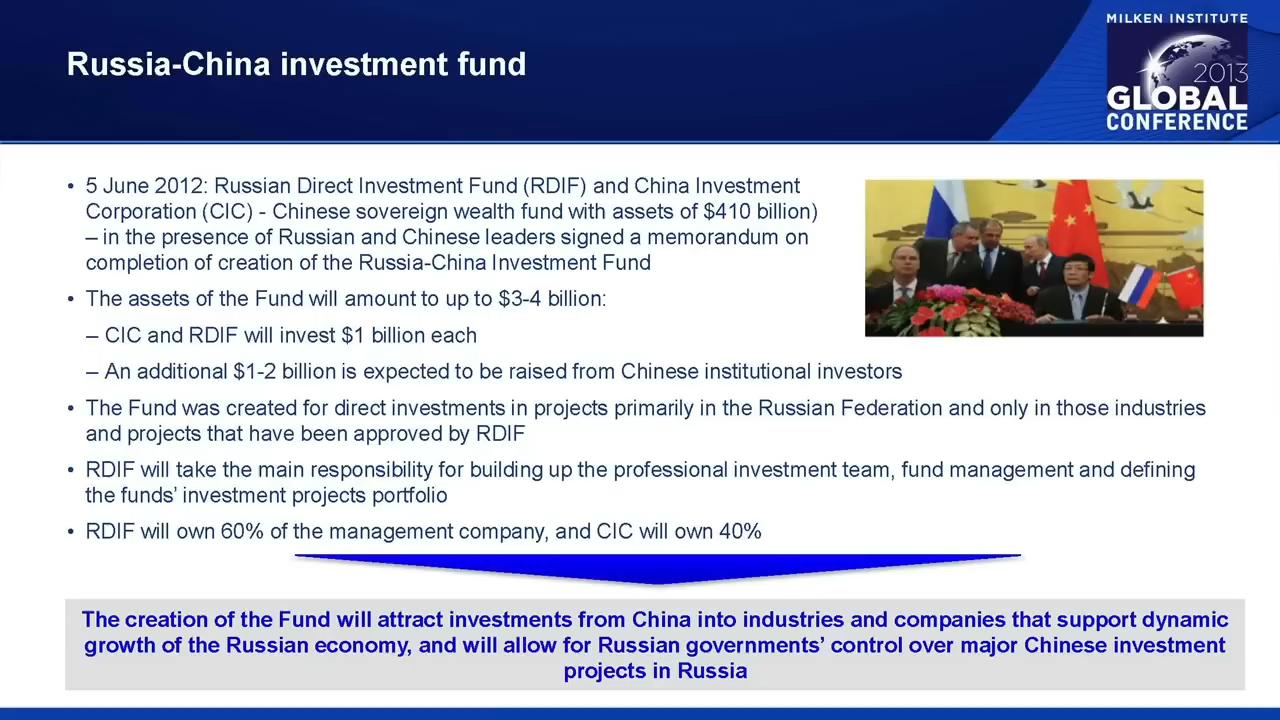 MILKEN INSTITUTE
2013
GLOBAL
CONFERENCE
Russia-China investment fund
• 5 June 2012: Russian Direct Investment Fund (RDIF) and China Investment
Corporation (CIC) - Chinese sovereign wealth fund with assets of $410 billion)
– in the presence of Russian and Chinese leaders signed a memorandum on
completion of creation of the Russia-China Investment Fund
• The assets of the Fund will amount to up to $3-4 billion:
– CIC and RDIF will invest $1 billion each
– An additional $1-2 billion is expected to be raised from Chinese institutional investors
• The Fund was created for direct investments in projects primarily in the Russian Federation and only in those industries
and projects that have been approved by RDIF
• RDIF will take the main responsibility for building up the professional investment team, fund management and defining
the funds’ investment projects portfolio
• RDIF will own 60% of the management company, and CIC will own 40%
The creation of the Fund will attract investments from China into industries and companies that support dynamic
growth of the Russian economy, and will allow for Russian governments’ control over major Chinese investment
projects in Russia